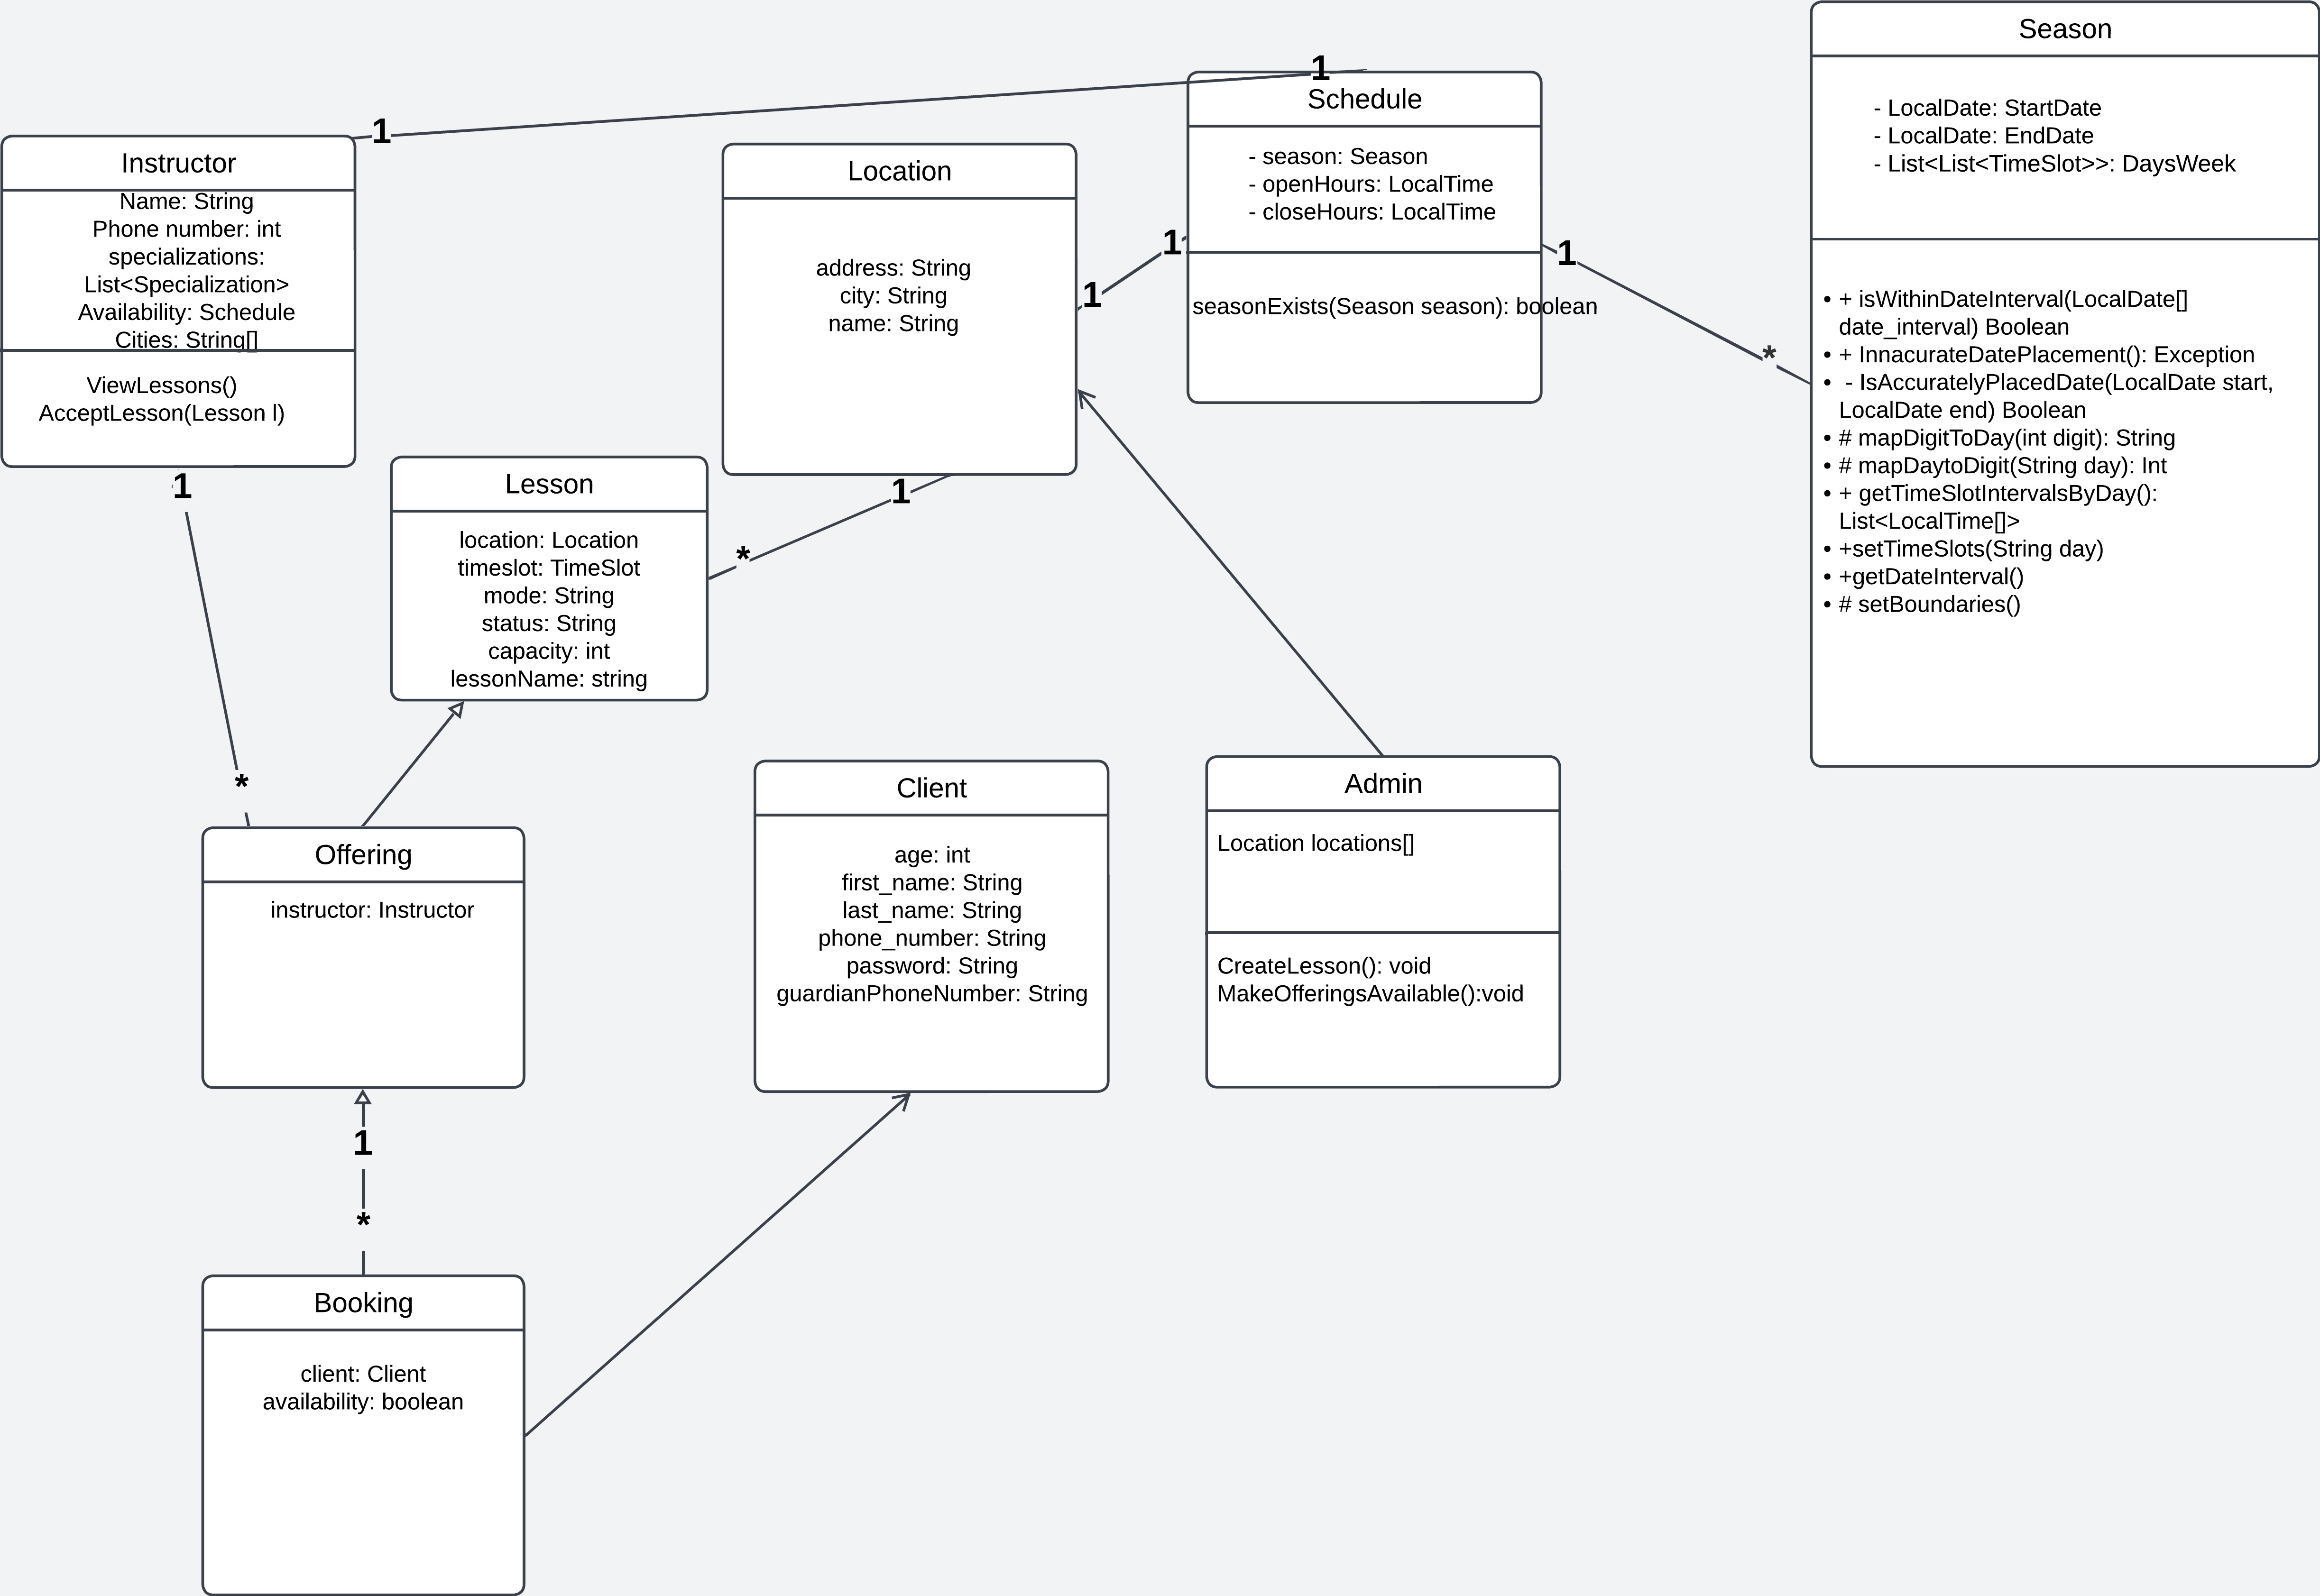 Instructor
Name: String
Phone number: int
specializations:
List<Specialization>
Availability: Schedule
Cities: String[]
ViewLessons()
AcceptLesson(Lesson l)
1
1
1
*
Lesson
location: Location
timeslot: TimeSlot
mode: String
status: String
capacity: int
lessonName: string
*
1
Location
address: String
city: String
name: String
1
1
Schedule
- season: Season
- openHours: LocalTime
- closeHours: LocalTime
seasonExists(Season season): boolean
1
*
Season
- LocalDate: StartDate
- LocalDate: EndDate
- List<List<TimeSlot>>: DaysWeek
• + isWithinDateInterval(LocalDate[]
date_interval) Boolean
• + InnacurateDatePlacement(): Exception
• - IsAccuratelyPlacedDate(LocalDate start,
LocalDate end) Boolean
• # mapDigitToDay(int digit): String
• # mapDaytoDigit(String day): Int
• + getTimeSlotIntervalsByDay():
List<LocalTime[]>
• +setTimeSlots(String day)
• +getDateInterval()
• # setBoundaries()
Offering
instructor: Instructor
1
*
Client
age: int
first_name: String
last_name: String
phone_number: String
password: String
guardianPhoneNumber: String
Admin
Location locations[]
CreateLesson(): void
MakeOfferingsAvailable():void
Booking
client: Client
availability: boolean